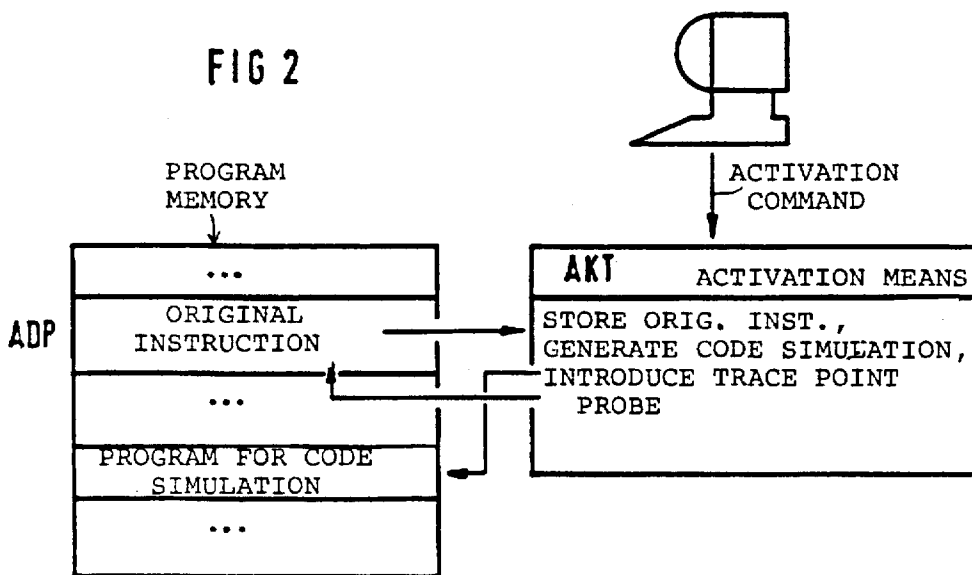 FIG 2
PROGRAM
MEMORY
ACTIVATION
COMMAND
...
ADP
ORIGINAL
INSTRUCTION
...
PROGRAM FOR CODE
SIMULATION
...
AKT ACTIVATION MEANS
STORE ORIG. INST.,
GENERATE CODE SIMULATION,
INTRODUCE TRACE POINT
PROBE